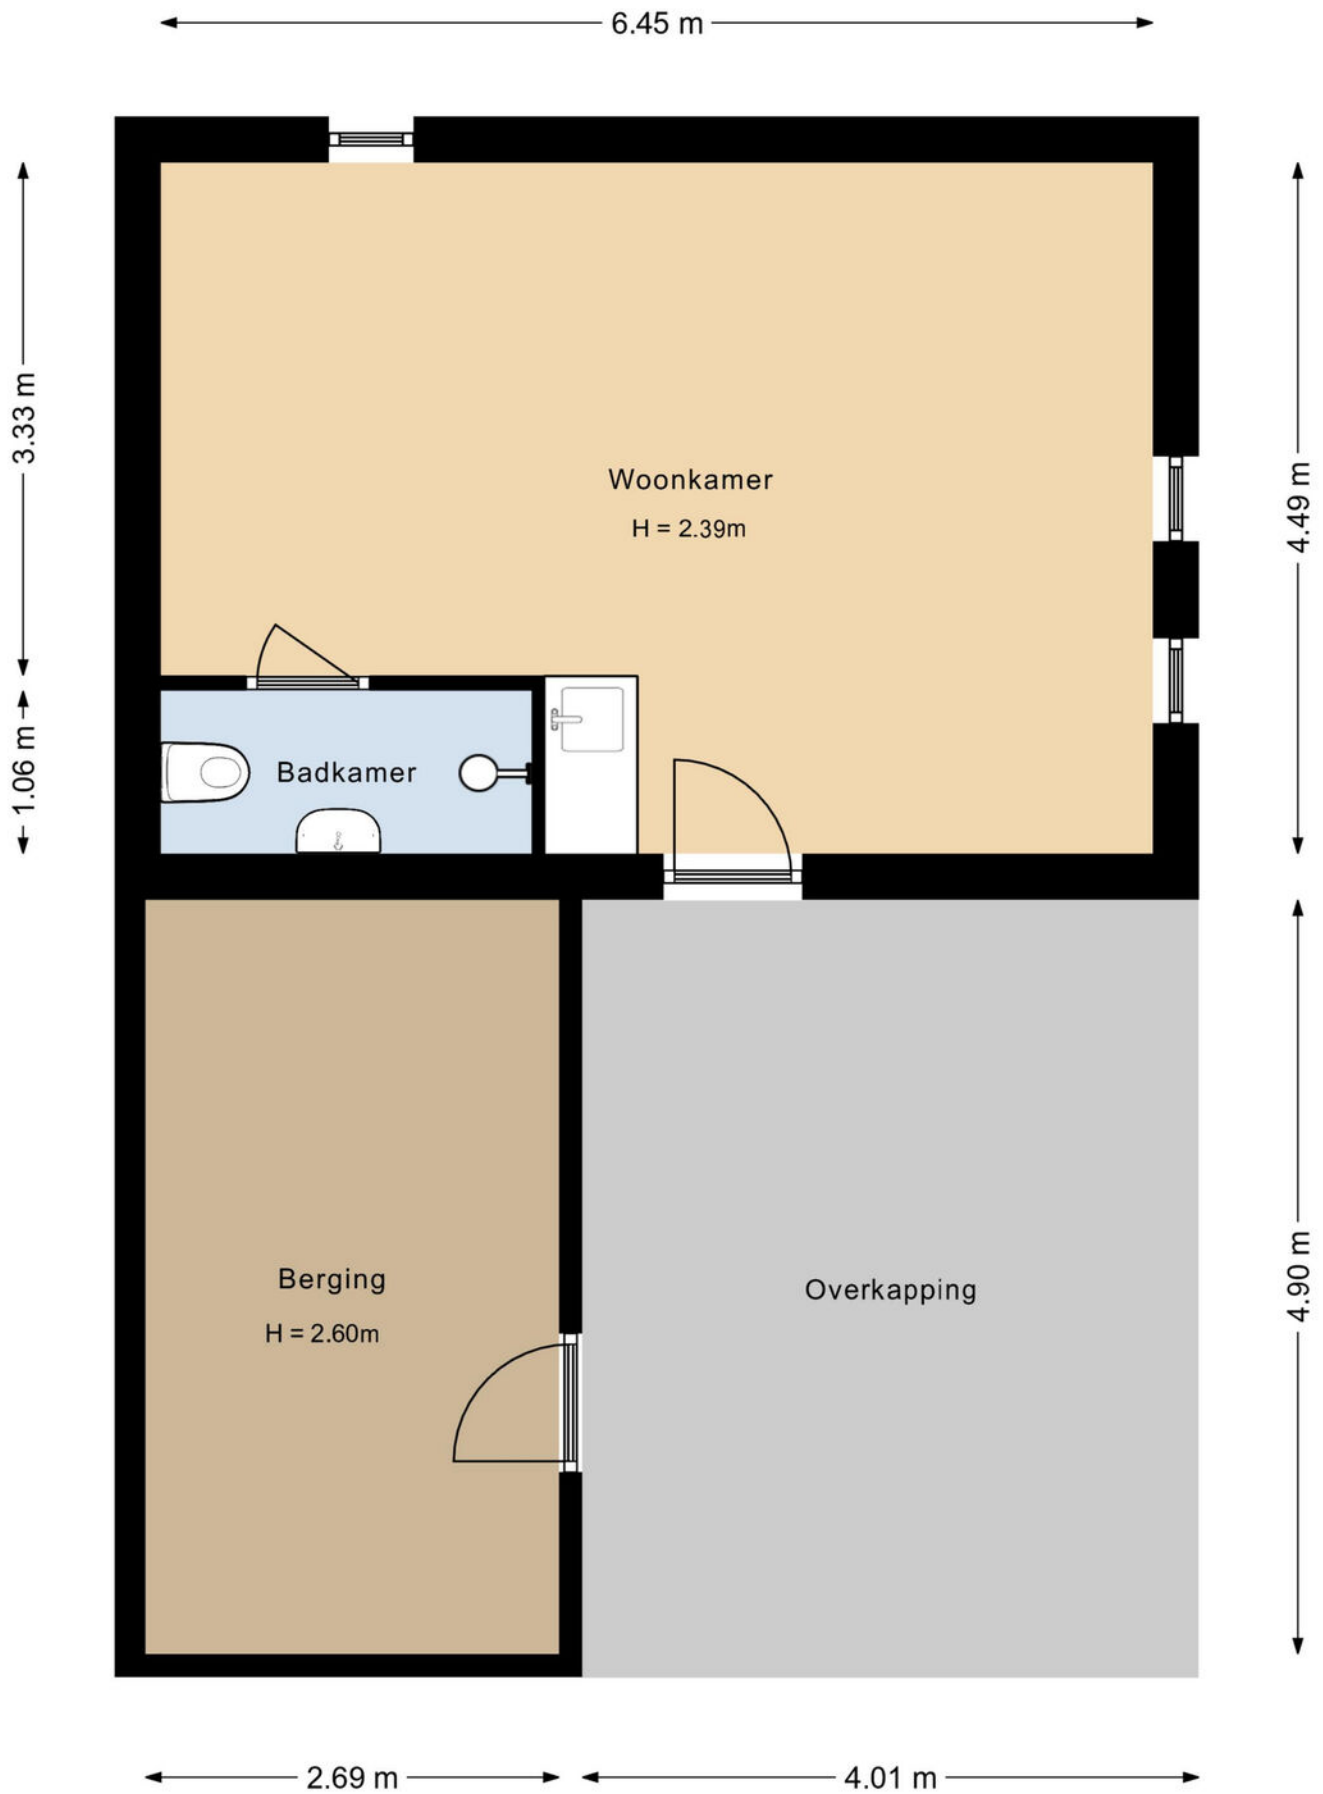 6.45 m
3.33 m
4.49 m
Woonkamer
H = 2.39m
1.06 m
Badkamer
Berging
H = 2.60m
Overkapping
4.90 m
2.69 m
4.01 m